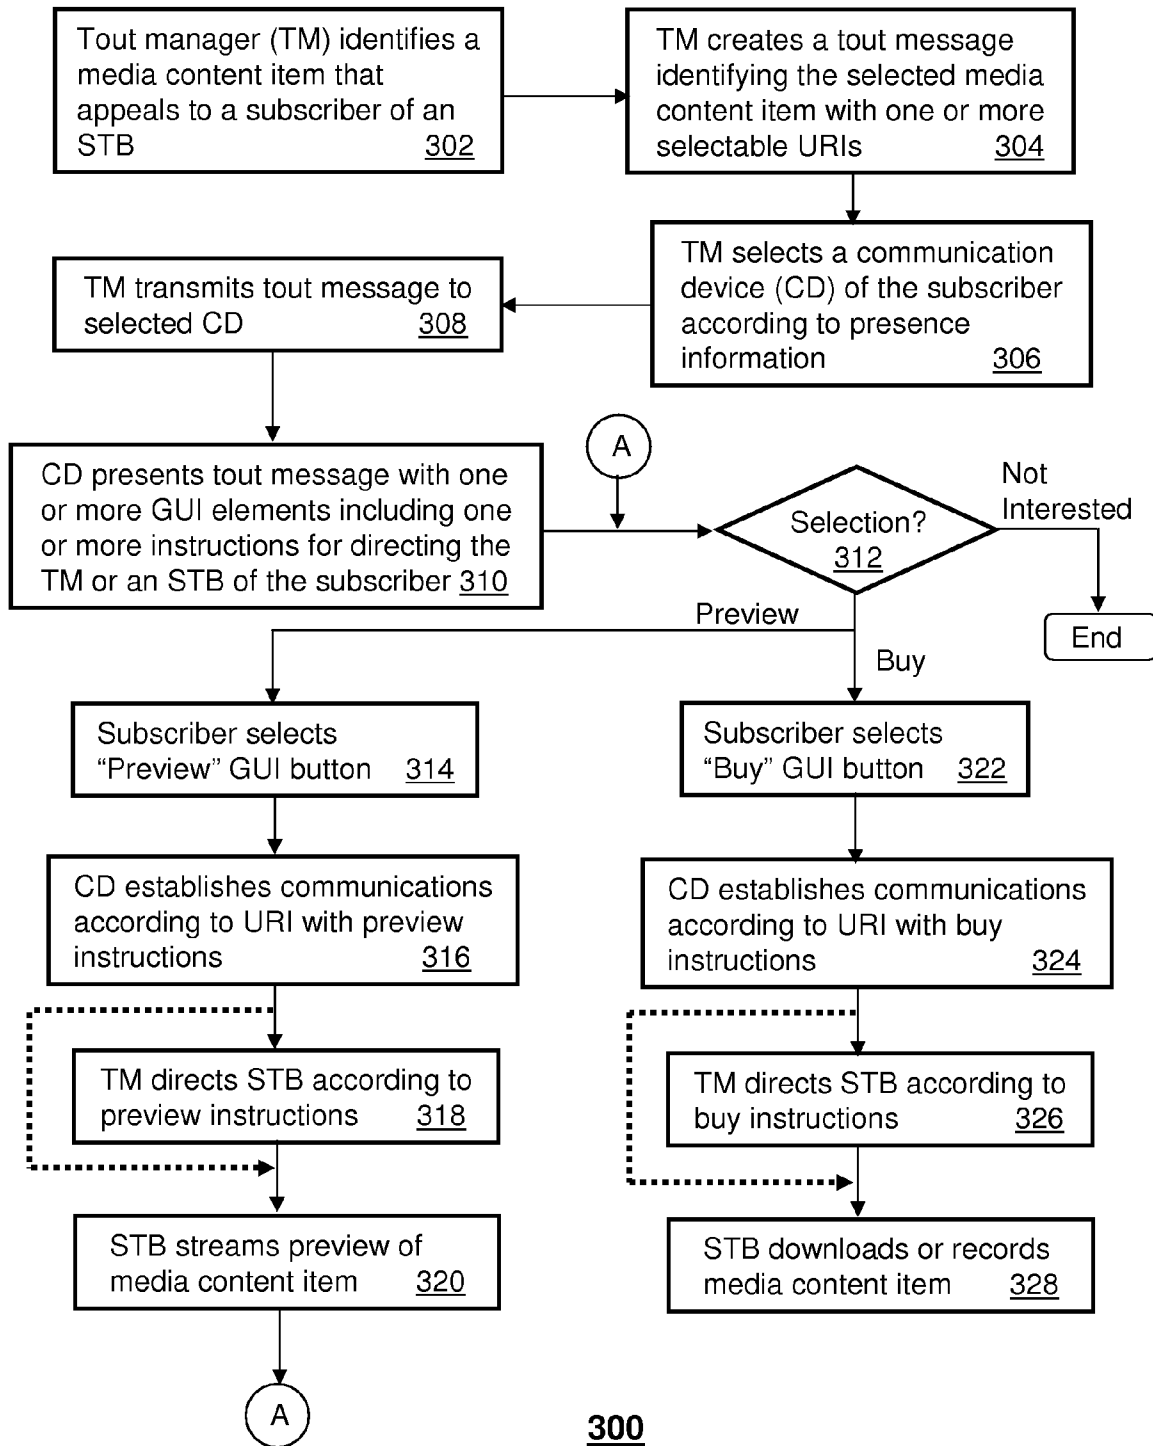 Tout manager (TM) identifies a
media content item that
appeals to a subscriber of an
STB 302
TM creates a tout message
identifying the selected media
content item with one or more
selectable URIs 304
TM selects a communication
device (CD) of the subscriber
according to presence
information 306
TM transmits tout message to
selected CD 308
CD presents tout message with one
or more GUI elements including one
or more instructions for directing the
TM or an STB of the subscriber 310
A
Selection?
312
Not
Interested
End
Preview
Buy
Subscriber selects
“Preview” GUI button 314
CD establishes communications
according to URI with preview
instructions 316
TM directs STB according to
preview instructions 318
STB streams preview of
media content item 320
A
Subscriber selects
“Buy” GUI button 322
CD establishes communications
according to URI with buy
instructions 324
TM directs STB according to
buy instructions 326
STB downloads or records
media content item 328
300